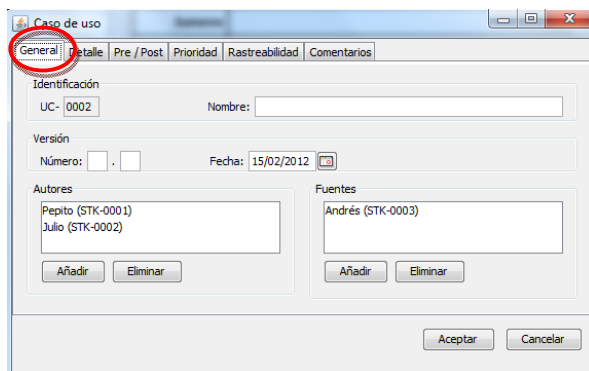 Caso de uso
General Detalle Pre / Post Prioridad Rastreabilidad Comentarios
Identificación
UC- 0002 Nombre:
Versión
Número: . Fecha: 15/02/2012
Autores Fuentes
Pepito (STK-0001) Andrés (STK-0003)
Julio (STK-0002)
Añadir Eliminar Añadir Eliminar
Aceptar Cancelar